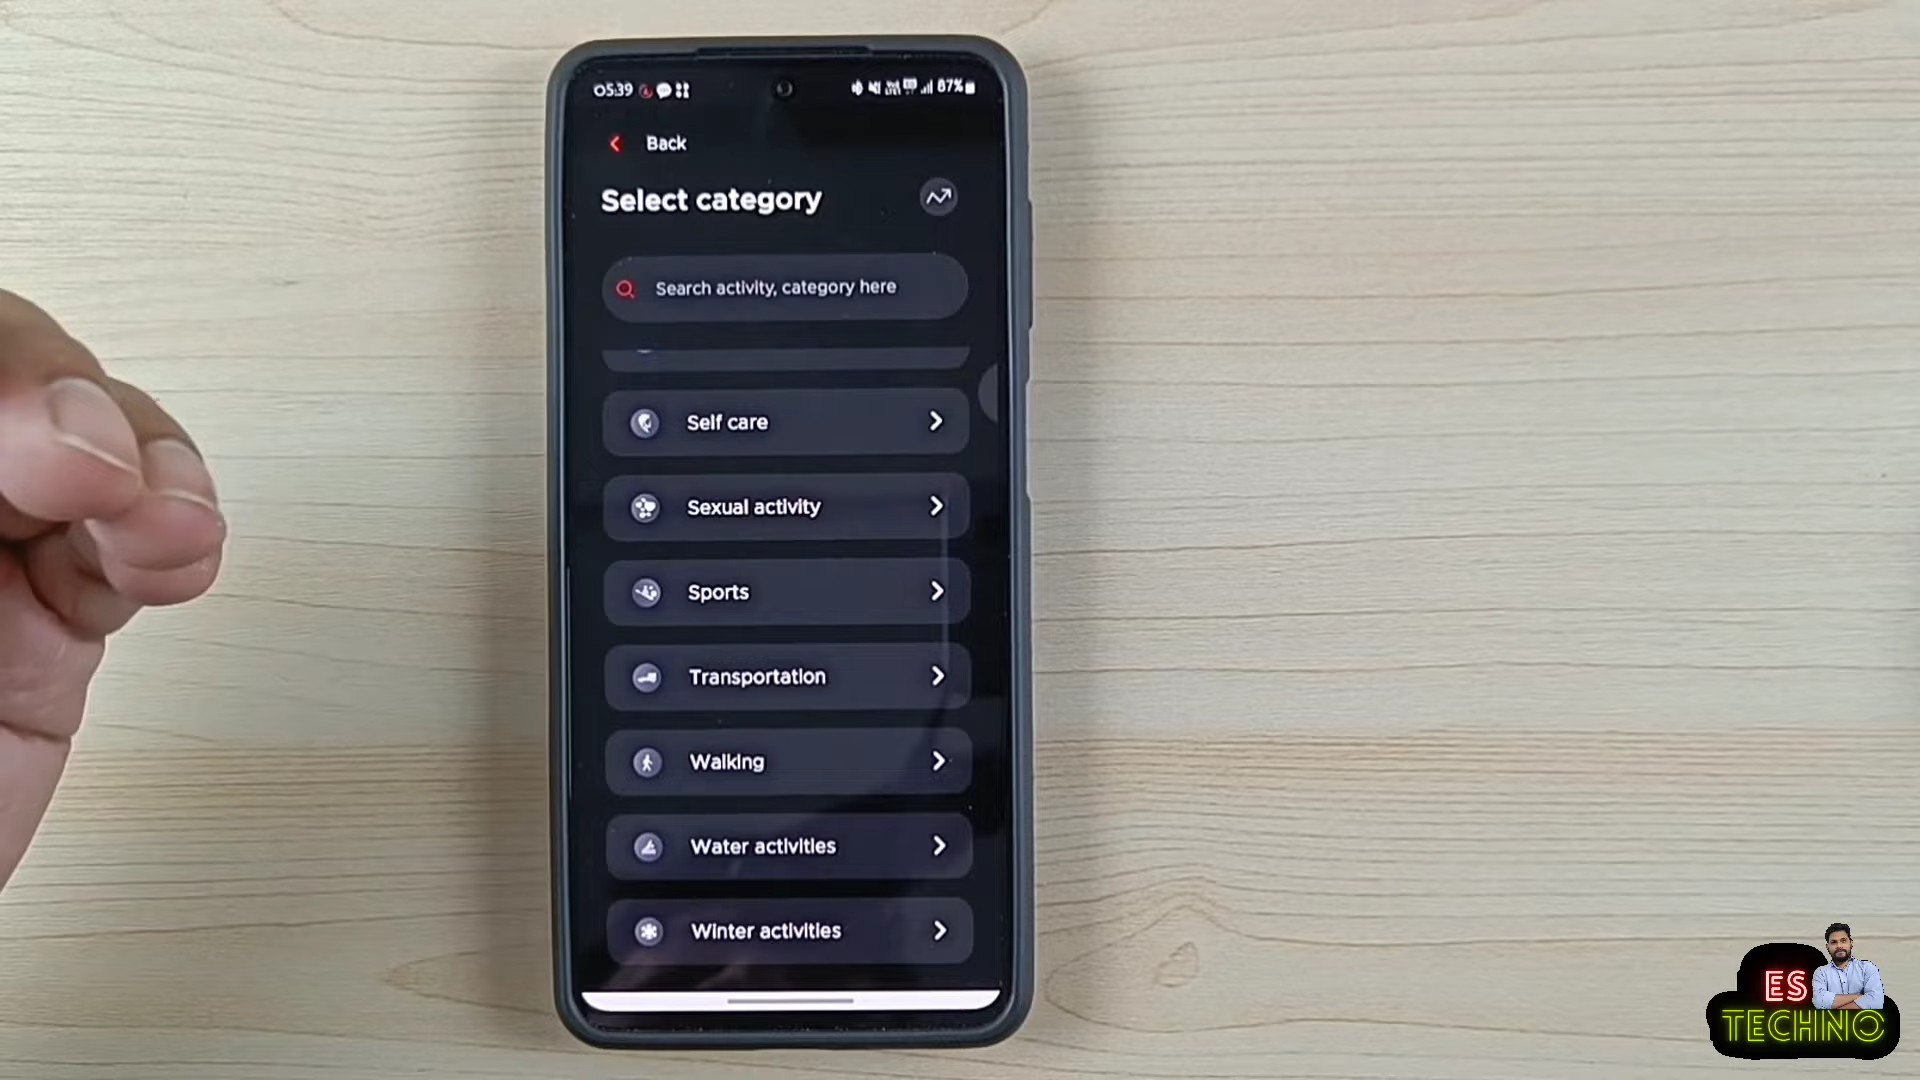 05:39
87%
Back
Select category
Search activity, category here
Self care
Sexual activity
Sports
Transportation
Walking
Water activities
Winter activities
ES
TECHNO